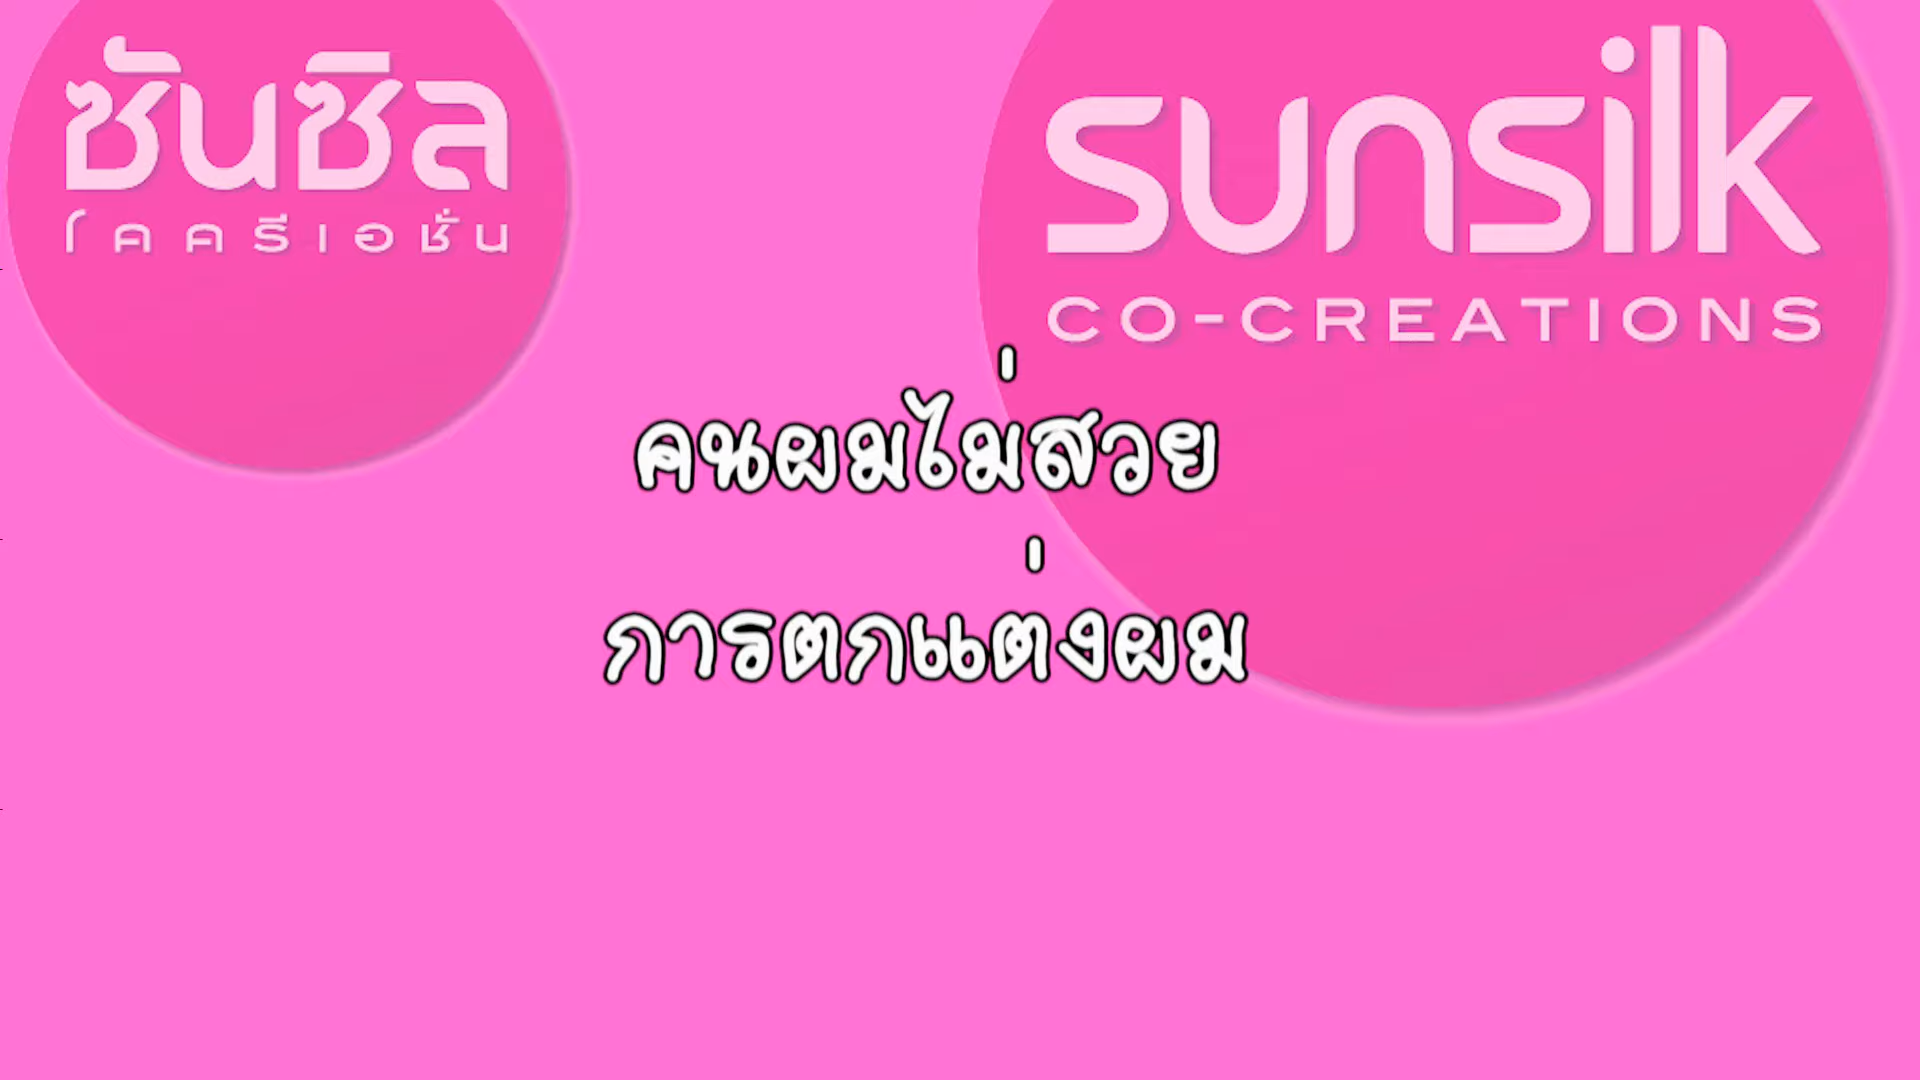 ซันซิล
โคครีเอชั่น
sunsilk
CO-CREATIONS
คนผมไม่สวย
การตกแต่งผม